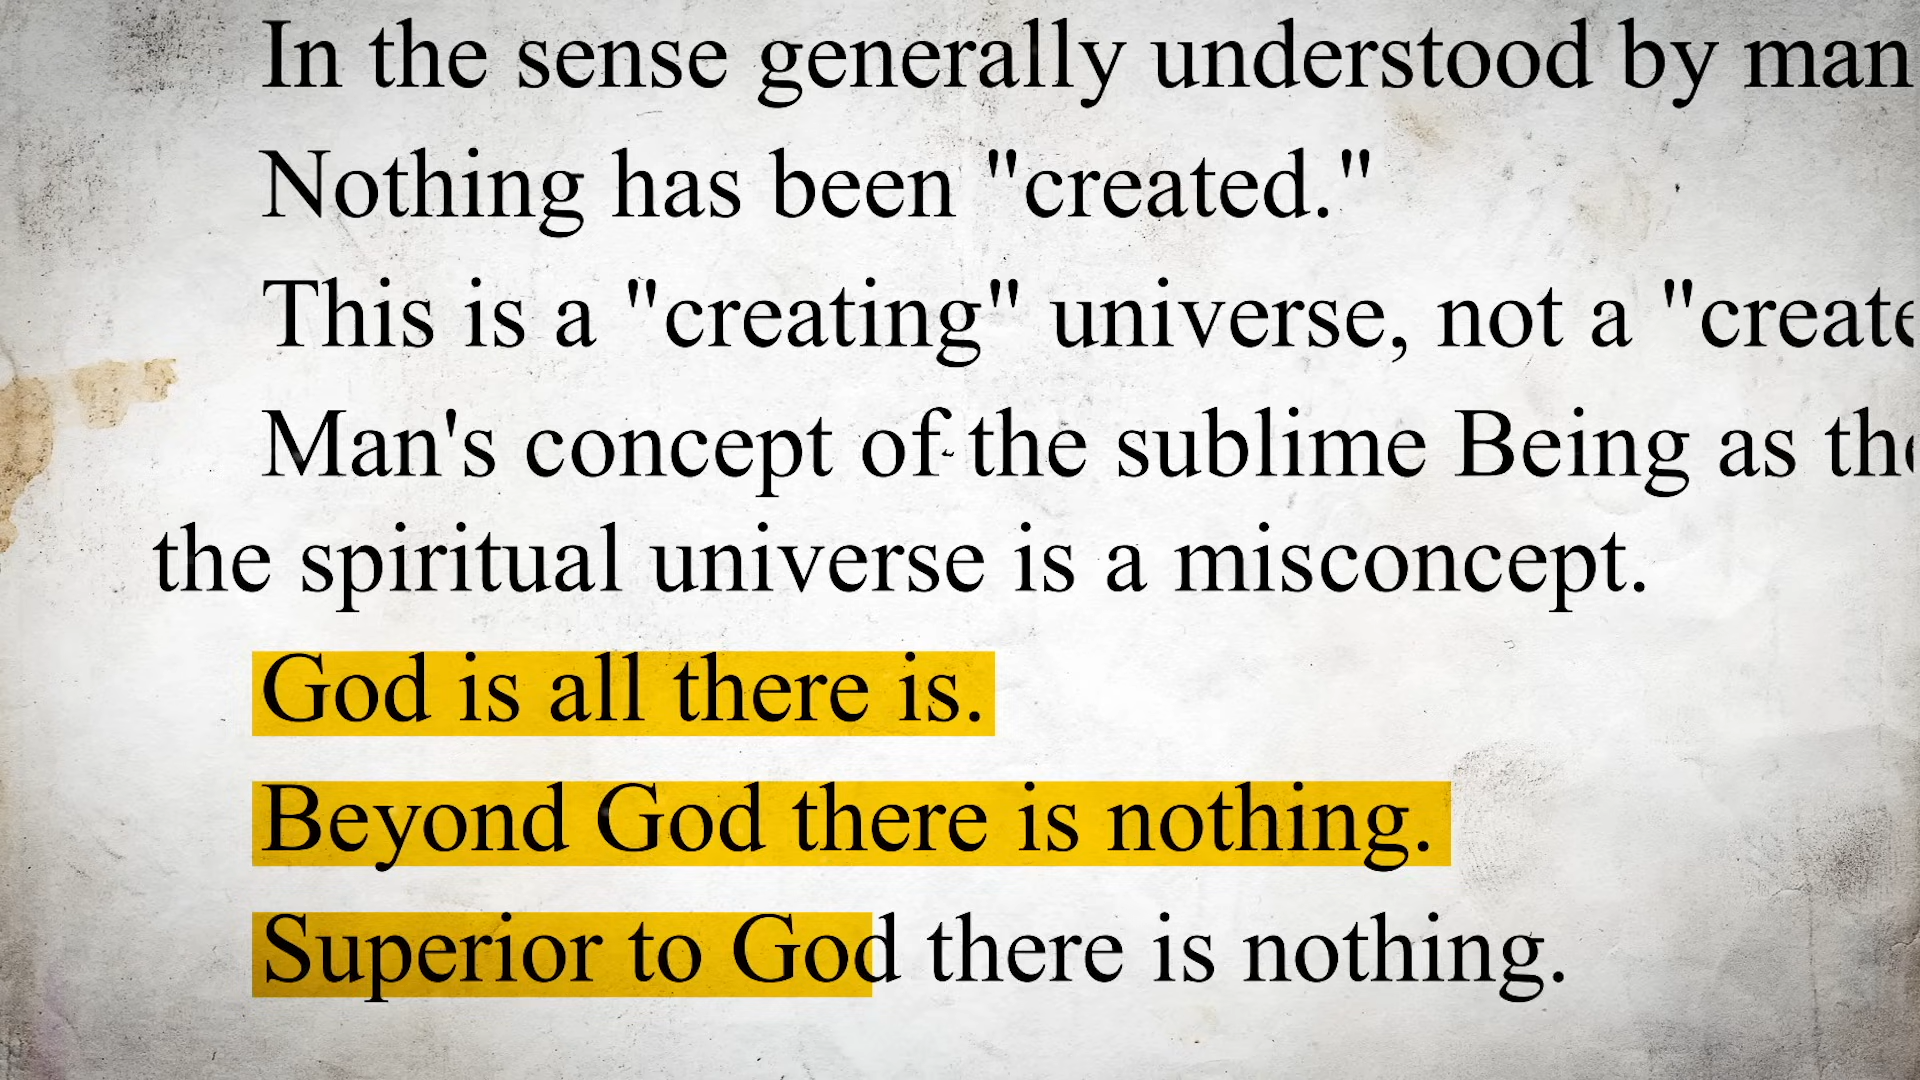 In the sense generally understood by man
Nothing has been "created."
This is a "creating" universe, not a
Man's concept of the sublime Being as
the spiritual universe is a misconcept.
God is all there is.
Beyond God there is nothing.
Superior to God there is nothing.